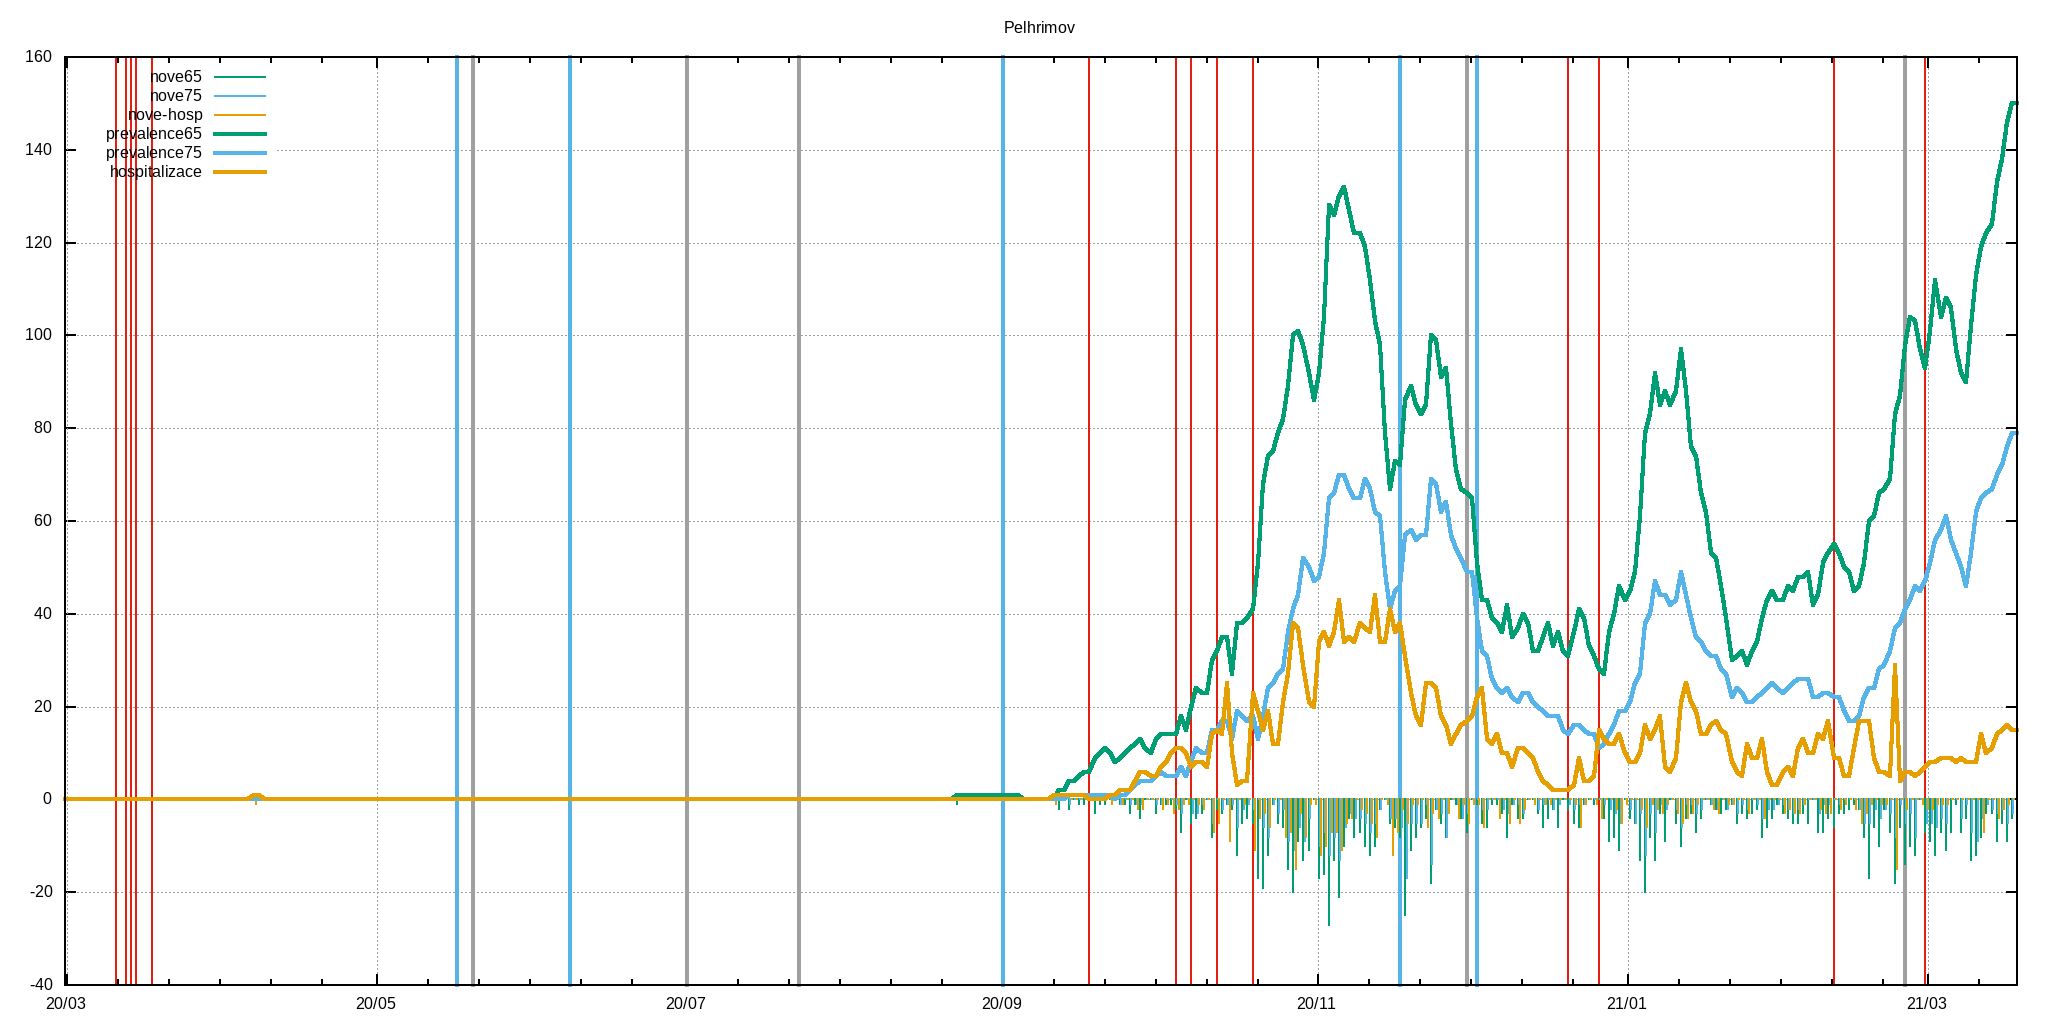 Pelhrimov
160
140
120
100
80
60
40
20
0
-20
-40
nove65
nove75
nove-hosp
prevalence65
prevalence75
hospitalizace
20/03 20/05 20/07 20/09 20/11 21/01 21/03